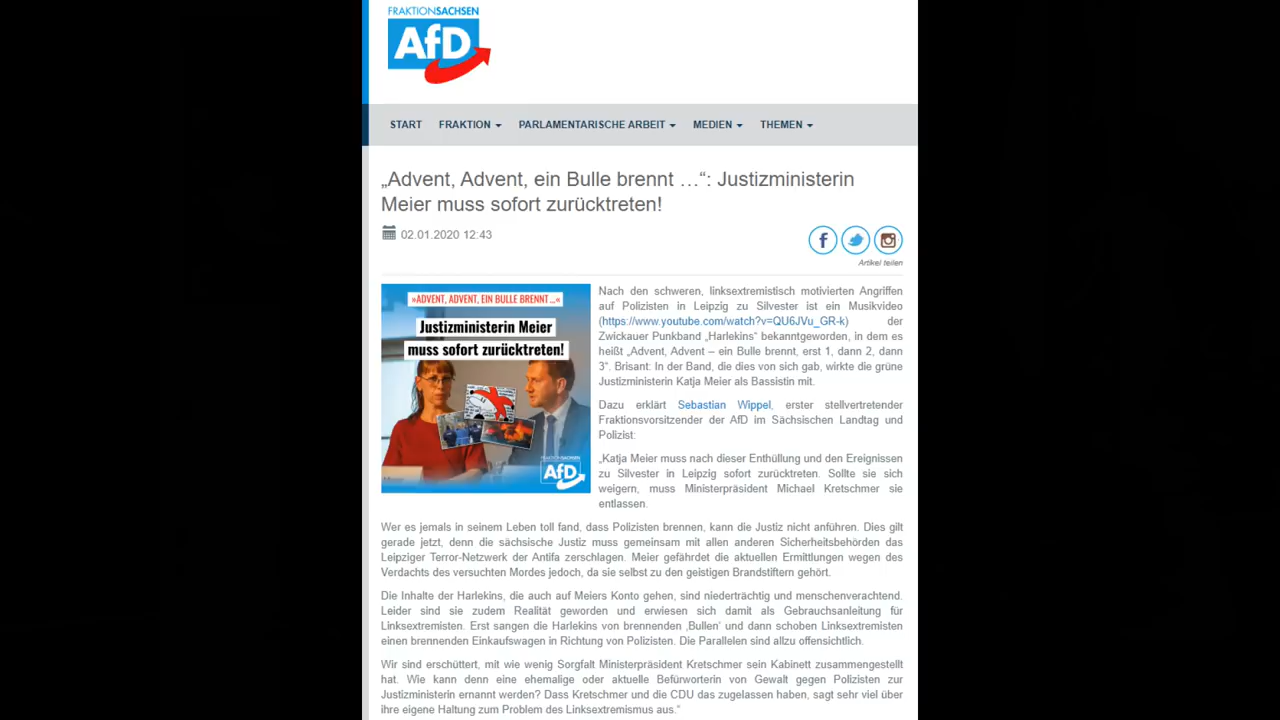 FRAKTIONSACHSEN
AfD
START FRAKTION PARLAMENTARISCHE ARBEIT MEDIEN THEMEN
„Advent, Advent, ein Bulle brennt …“: Justizministerin
Meier muss sofort zurücktreten!
02.01.2020 12:43
Artikel teilen
»ADVENT, ADVENT, EIN BULLE BRENNT ...«
Justizministerin Meier
muss sofort zurücktreten!
FRAKTIONSACHSEN
AfD
Nach den schweren, linksextremistisch motivierten Angriffen
auf Polizisten in Leipzig zu Silvester ist ein Musikvideo
(https://www.youtube.com/watch?v=QU6JVu_GR-k) der
Zwickauer Punkband „Harlekins“ bekanntgeworden, in dem es
heißt „Advent, Advent – ein Bulle brennt, erst 1, dann 2, dann
3“. Brisant: In der Band, die dies von sich gab, wirkte die grüne
Justizministerin Katja Meier als Bassistin mit.
Dazu erklärt Sebastian Wippel, erster stellvertretender
Fraktionsvorsitzender der AfD im Sächsischen Landtag und
Polizist:
„Katja Meier muss nach dieser Enthüllung und den Ereignissen
zu Silvester in Leipzig sofort zurücktreten. Sollte sie sich
weigern, muss Ministerpräsident Michael Kretschmer sie
entlassen.
Wer es jemals in seinem Leben toll fand, dass Polizisten brennen, kann die Justiz nicht anführen. Dies gilt
gerade jetzt, denn die sächsische Justiz muss gemeinsam mit allen anderen Sicherheitsbehörden das
Leipziger Terror-Netzwerk der Antifa zerschlagen. Meier gefährdet die aktuellen Ermittlungen wegen des
Verdachts des versuchten Mordes jedoch, da sie selbst zu den geistigen Brandstiftern gehört.
Die Inhalte der Harlekins, die auch auf Meiers Konto gehen, sind niederträchtig und menschenverachtend.
Leider sind sie zudem Realität geworden und erwiesen sich damit als Gebrauchsanleitung für
Linksextremisten. Erst sangen die Harlekins von brennenden ‚Bullen‘ und dann schoben Linksextremisten
einen brennenden Einkaufswagen in Richtung von Polizisten. Die Parallelen sind allzu offensichtlich.
Wir sind erschüttert, mit wie wenig Sorgfalt Ministerpräsident Kretschmer sein Kabinett zusammengestellt
hat. Wie kann denn eine ehemalige oder aktuelle Befürworterin von Gewalt gegen Polizisten zur
Justizministerin ernannt werden? Dass Kretschmer und die CDU das zugelassen haben, sagt sehr viel über
ihre eigene Haltung zum Problem des Linksextremismus aus.“